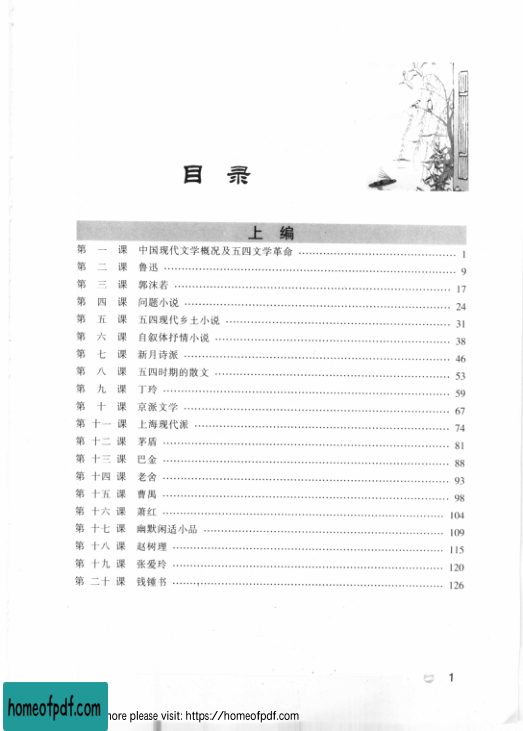 目 录
上 编
第 一 课 中国现代文学概况及五四文学革命 1
第 二 课 鲁迅 9
第 三 课 郭沫若 17
第 四 课 问题小说 24
第 五 课 五四现代乡土小说 31
第 六 课 自叙体抒情小说 38
第 七 课 新月诗派 46
第 八 课 五四时期的散文 53
第 九 课 丁玲 59
第 十 课 京派文学 67
第 十一 课 上海现代派 74
第 十二 课 茅盾 81
第 十三 课 巴金 88
第 十四 课 老舍 93
第 十五 课 曹禺 98
第 十六 课 萧红 104
第 十七 课 幽默闲适小品 109
第 十八 课 赵树理 115
第 十九 课 张爱玲 120
第 二十 课 钱锺书 126
1
homeofpdf.com
more please visit: https://homeofpdf.com